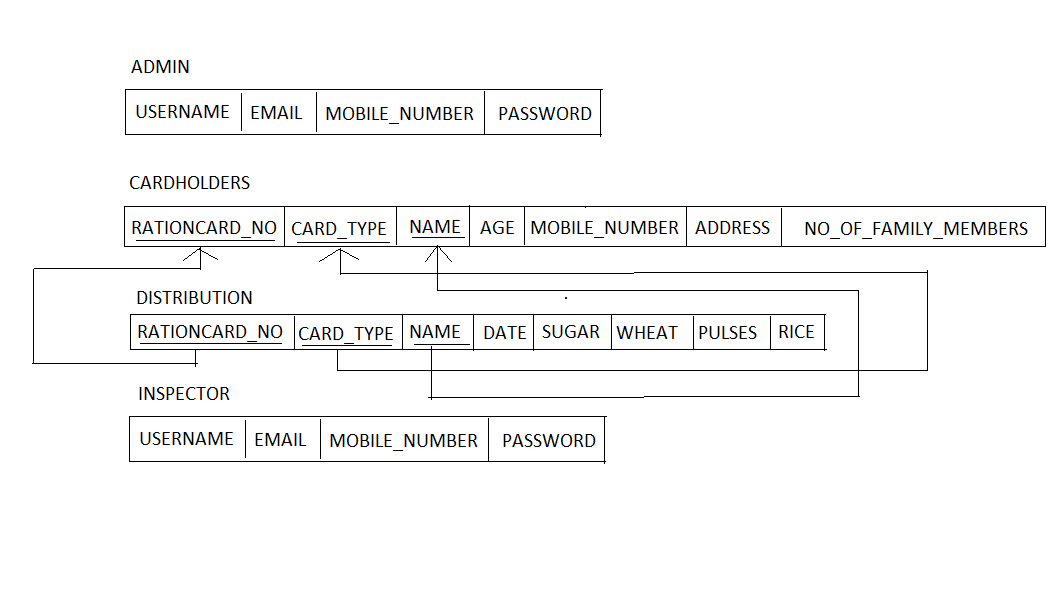 ADMIN
USERNAME EMAIL MOBILE_NUMBER PASSWORD
CARDHOLDERS
RATIONCARD_NO CARD_TYPE NAME AGE MOBILE_NUMBER ADDRESS NO_OF_FAMILY_MEMBERS
DISTRIBUTION
RATIONCARD_NO CARD_TYPE NAME DATE SUGAR WHEAT PULSES RICE
INSPECTOR
USERNAME EMAIL MOBILE_NUMBER PASSWORD